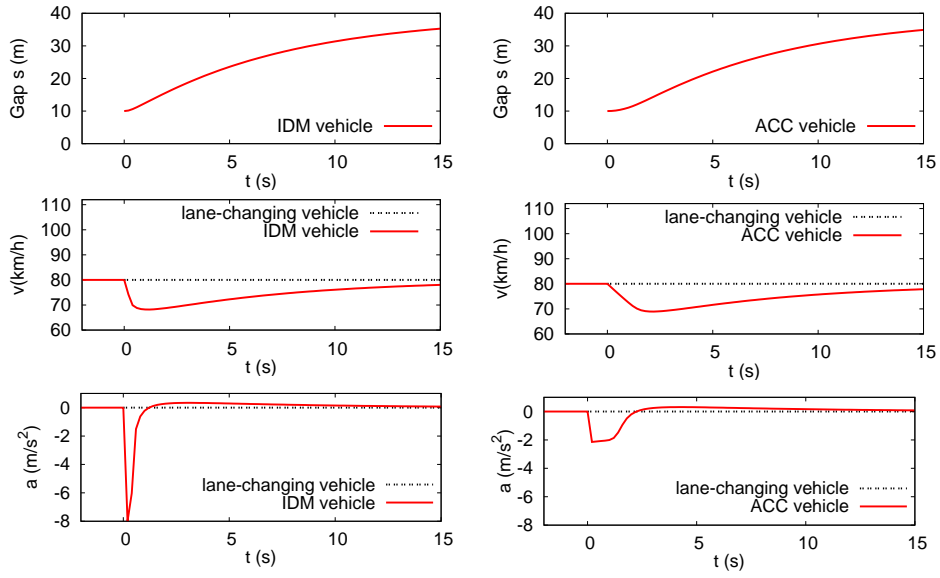 40
30
20
10
0
Gap s (m)
IDM vehicle
0 5 10 15
t (s)
40
30
20
10
0
Gap s (m)
ACC vehicle
0 5 10 15
t (s)
110
100
90
80
70
60
v(km/h)
lane-changing vehicle
IDM vehicle
0 5 10 15
t (s)
110
100
90
80
70
60
v(km/h)
lane-changing vehicle
ACC vehicle
0 5 10 15
t (s)
0
-2
-4
-6
-8
a (m/s²)
lane-changing vehicle
IDM vehicle
0 5 10 15
t (s)
0
-2
-4
-6
-8
a (m/s²)
lane-changing vehicle
ACC vehicle
0 5 10 15
t (s)